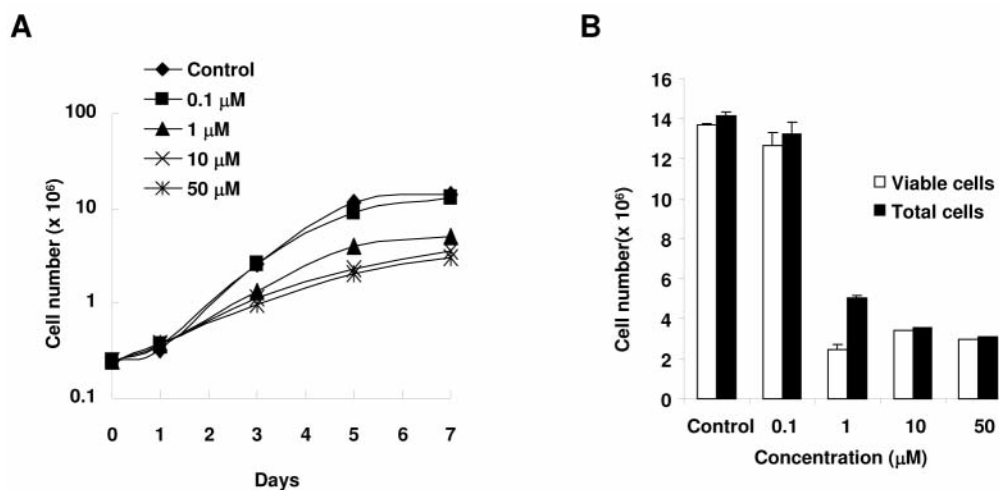 A
Control
0.1 μM
1 μM
10 μM
50 μM
100
10
1
0.1
Cell number (x 10⁶)
0 1 2 3 4 5 6 7
Days
B
16
14
12
10
8
6
4
2
0
Cell number(x 10⁶)
Viable cells
Total cells
Control 0.1 1 10 50
Concentration (μM)